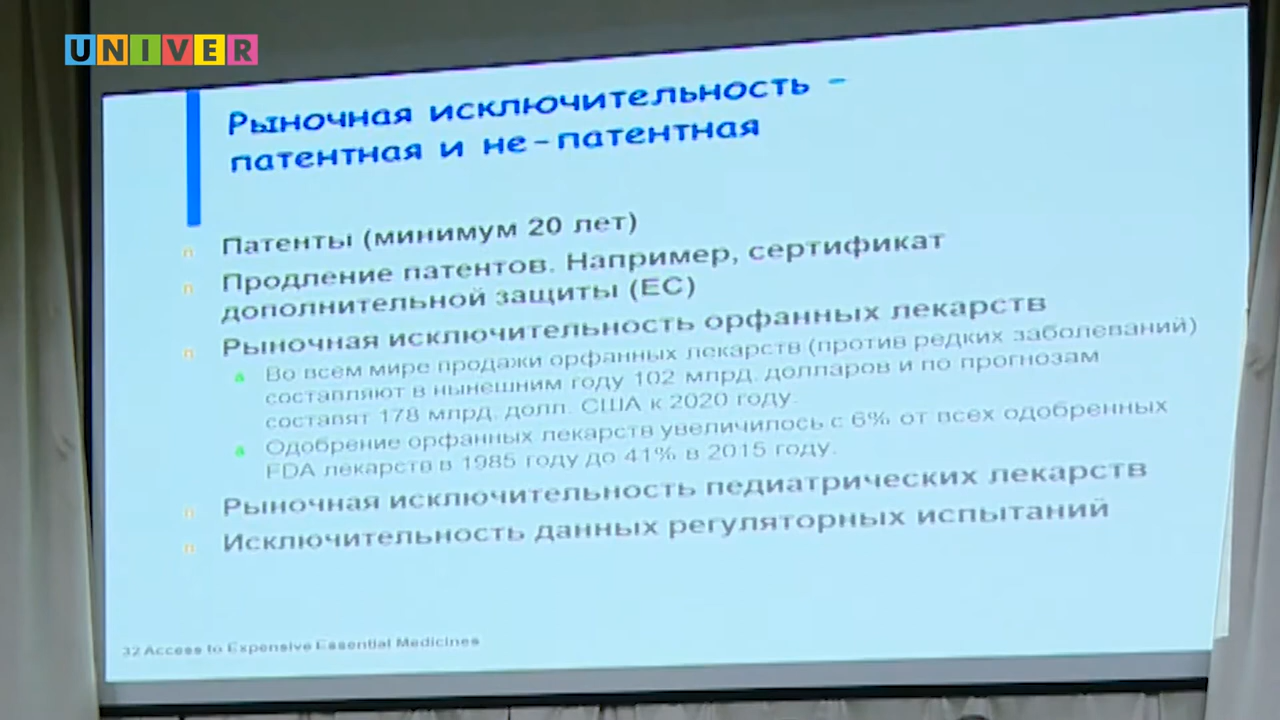 UNIVER
Рыночная исключительность –
патентная и не-патентная
Патенты (минимум 20 лет)
Продление патентов. Например, сертификат
дополнительной защиты (ЕС)
Рыночная исключительность орфанных лекарств
Во всем мире продажи орфанных лекарств (против редких заболеваний)
составляют в нынешним году 102 млрд. долларов и по прогнозам
составят 178 млрд. долл. США к 2020 году.
Одобрение орфанных лекарств увеличилось с 6% от всех одобренных
FDA лекарств в 1985 году до 41% в 2015 году.
Рыночная исключительность педиатрических лекарств
Исключительность данных регуляторных испытаний
32 Access to Expensive Essential Medicines